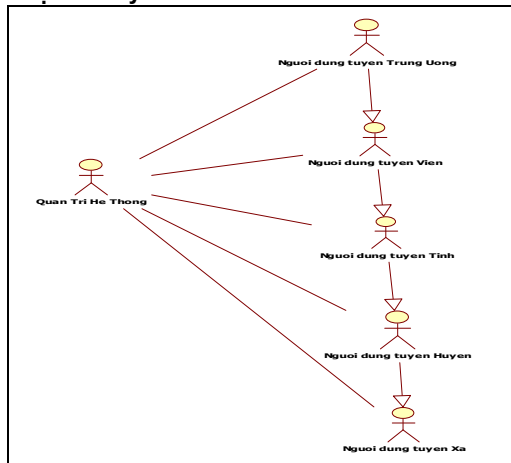 Nguoi dung tuyen Trung Uong
Nguoi dung tuyen Vien
Quan Tri He Thong
Nguoi dung tuyen Tinh
Nguoi dung tuyen Huyen
Nguoi dung tuyen Xa